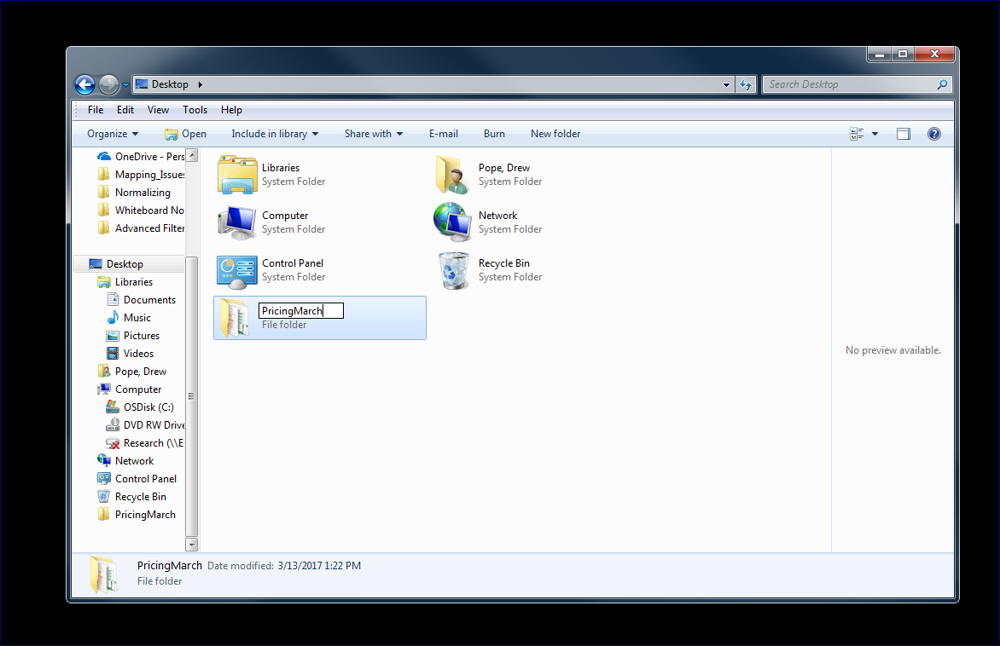 Desktop
Search Desktop
File Edit View Tools Help
Organize Open Include in library Share with E-mail Burn New folder
OneDrive - Pers
Mapping_Issues
Normalizing
Whiteboard No
Advanced Filter
Desktop
Libraries
Documents
Music
Pictures
Videos
Pope, Drew
Computer
OSDisk (C:)
DVD RW Drive
Research (\\E
Network
Control Panel
Recycle Bin
PricingMarch
Libraries
System Folder
Pope, Drew
System Folder
Computer
System Folder
Network
System Folder
Control Panel
System Folder
Recycle Bin
System Folder
PricingMarch
File folder
No preview available.
PricingMarch Date modified: 3/13/2017 1:22 PM
File folder